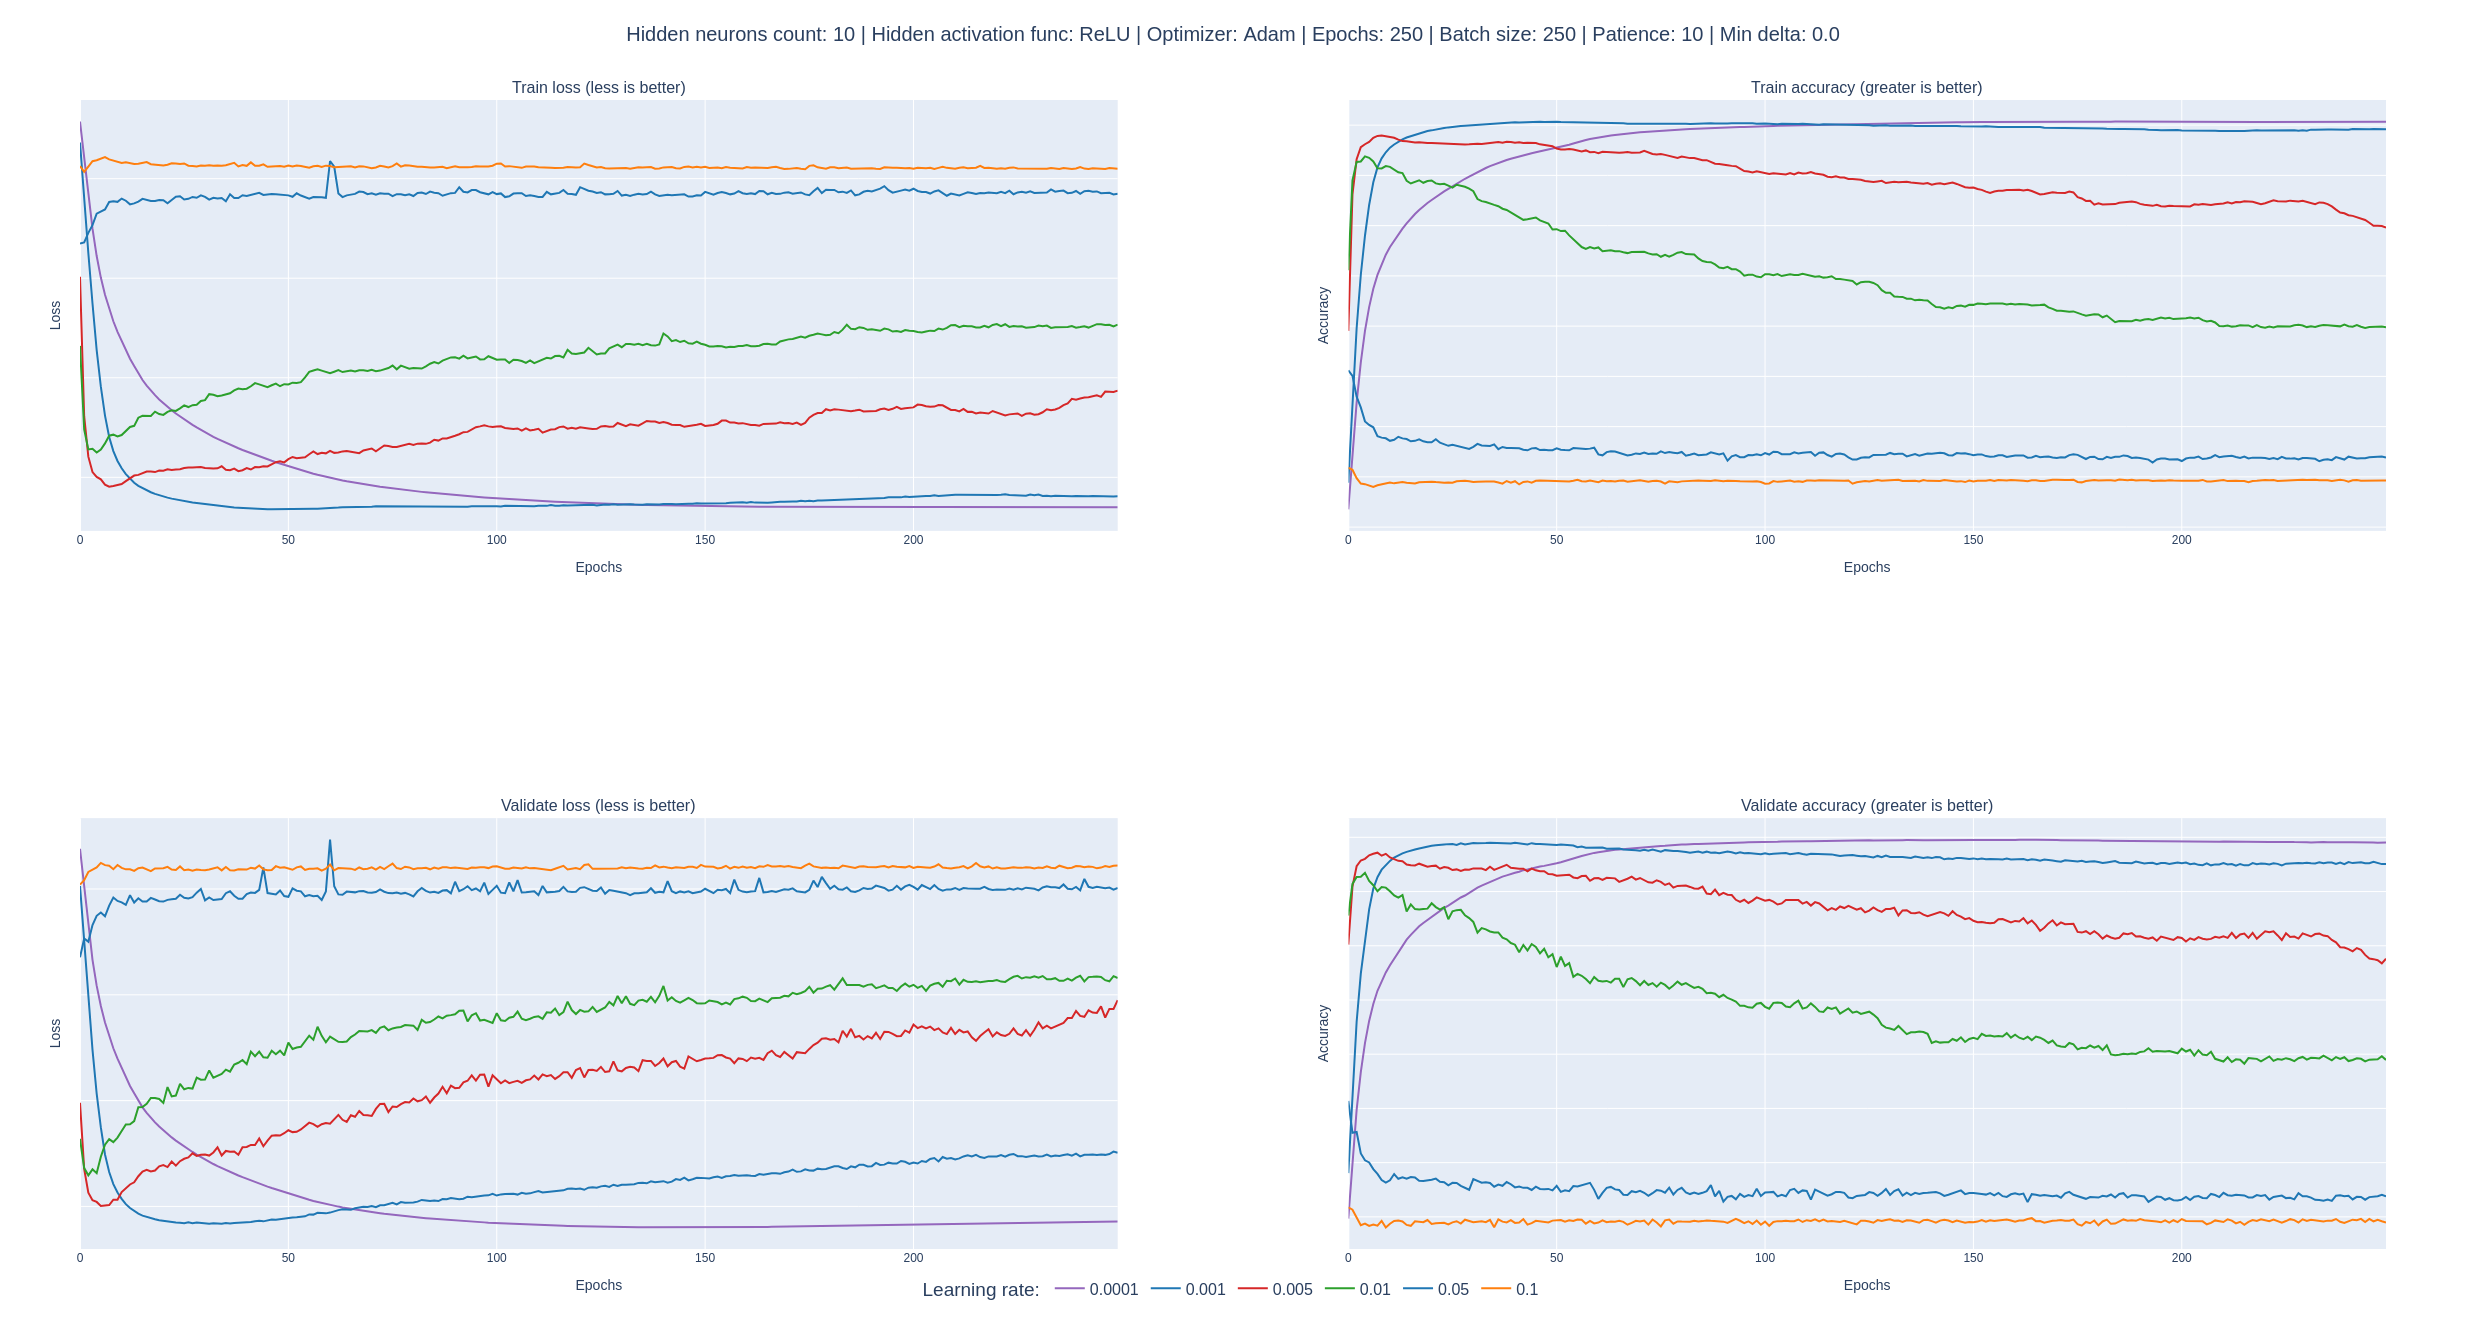 Hidden neurons count: 10 | Hidden activation func: ReLU | Optimizer: Adam | Epochs: 250 | Batch size: 250 | Patience: 10 | Min delta: 0.0
Train loss (less is better)
Loss
0 50 100 150 200
Epochs
Train accuracy (greater is better)
Accuracy
0 50 100 150 200
Epochs
Validate loss (less is better)
Loss
0 50 100 150 200
Epochs
Validate accuracy (greater is better)
Accuracy
0 50 100 150 200
Epochs
Learning rate: 0.0001 0.001 0.005 0.01 0.05 0.1